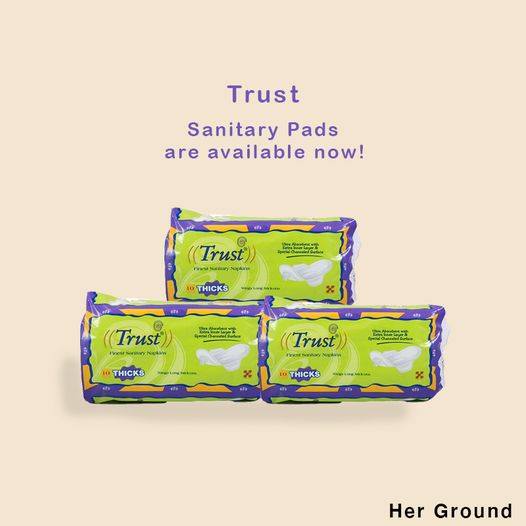 Trust
Sanitary Pads
are available now!
Trust
Finest Sanitary Napkins
10 THICKS
Ultra Absorbent with
Extra Inner Layer &
Special Channeled Surface
Trust
Finest Sanitary Napkins
10 THICKS
Ultra Absorbent with
Extra Inner Layer &
Special Channeled Surface
Trust
Finest Sanitary Napkins
10 THICKS
Ultra Absorbent with
Extra Inner Layer &
Special Channeled Surface
Her Ground